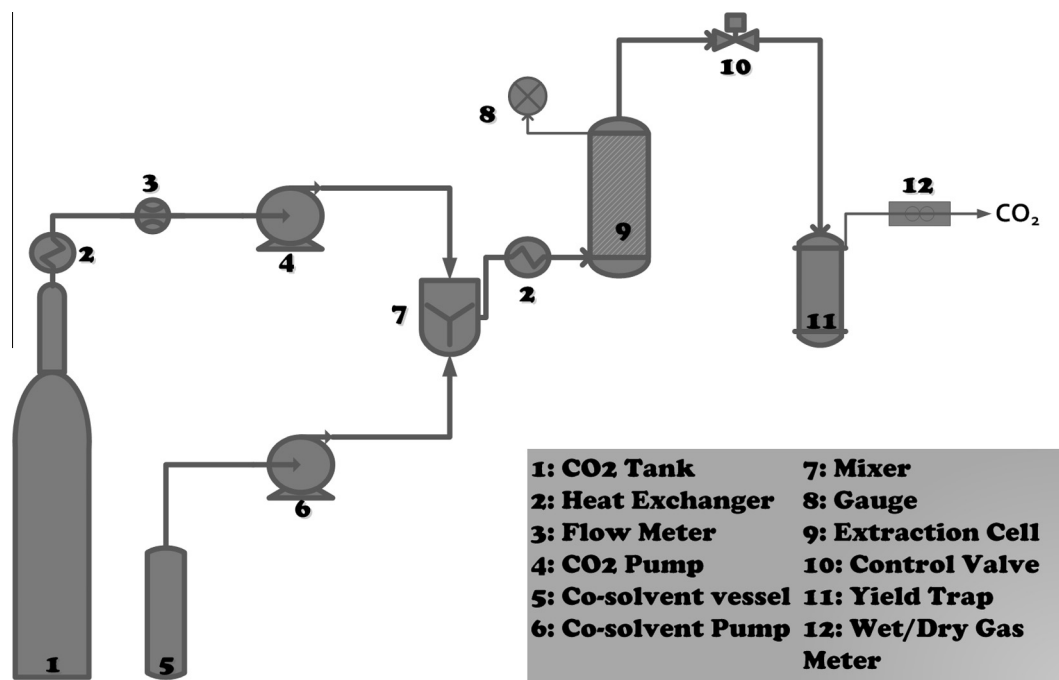 10
8
3
12
CO₂
2
9
4
2
7
11
6
1
5
1: CO2 Tank
2: Heat Exchanger
3: Flow Meter
4: CO2 Pump
5: Co-solvent vessel
6: Co-solvent Pump
7: Mixer
8: Gauge
9: Extraction Cell
10: Control Valve
11: Yield Trap
12: Wet/Dry Gas
Meter